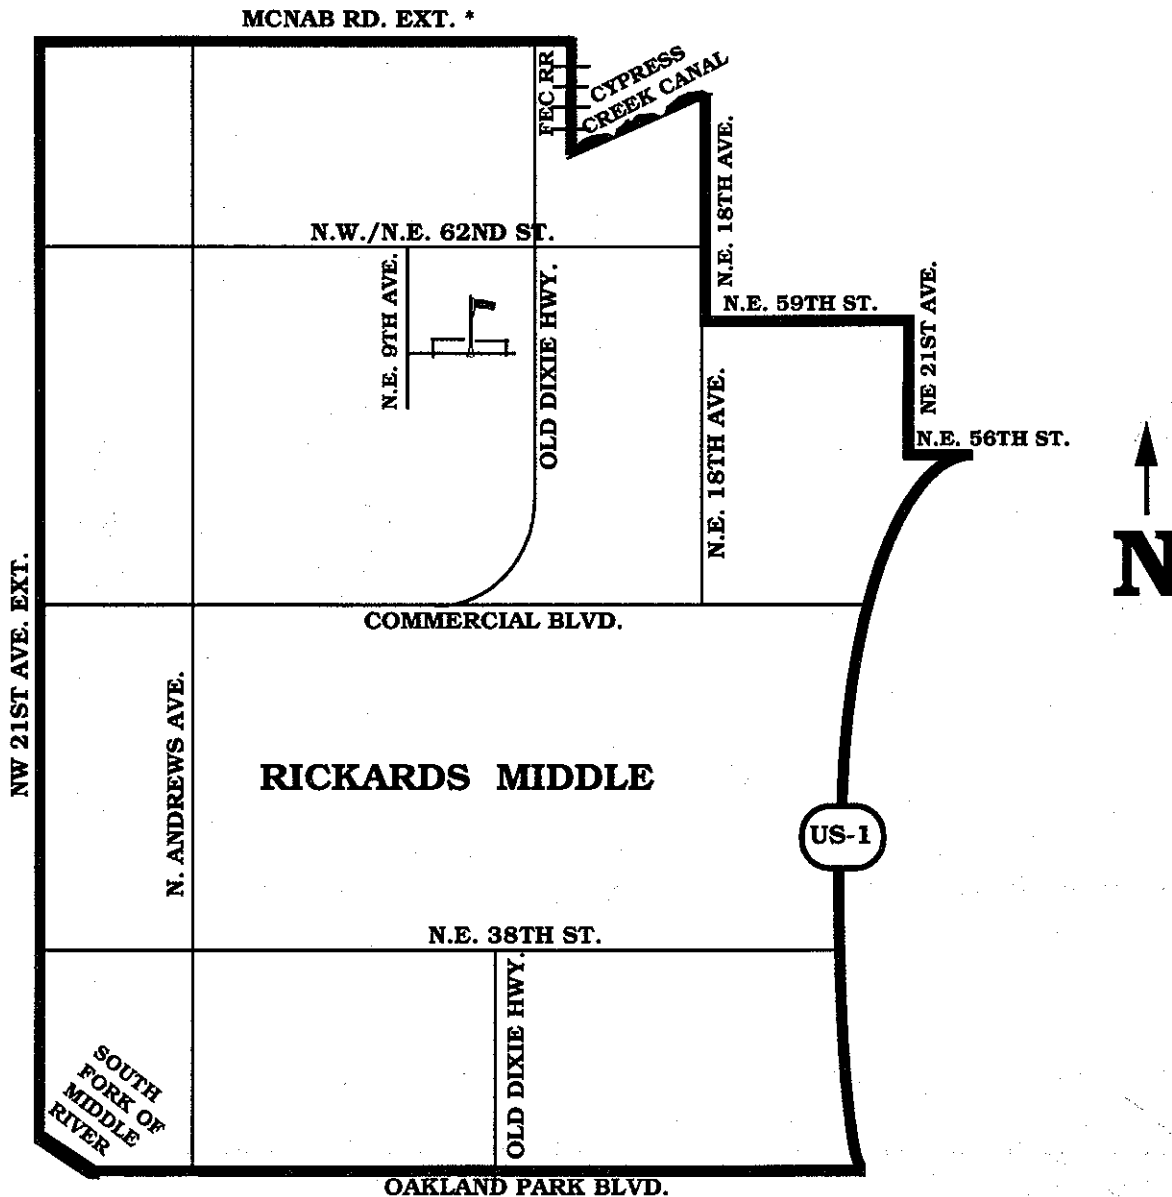 MCNAB RD. EXT. *
FEC RR
CYPRESS
CREEK CANAL
N.E. 18TH AVE.
N.W./N.E. 62ND ST.
N.E. 9TH AVE.
OLD DIXIE HWY.
N.E. 59TH ST.
NE 21ST AVE.
N.E. 18TH AVE.
N.E. 56TH ST.
N
NW 21ST AVE. EXT.
COMMERCIAL BLVD.
N. ANDREWS AVE.
RICKARDS MIDDLE
US-1
N.E. 38TH ST.
OLD DIXIE HWY.
SOUTH
FORK OF
MIDDLE
RIVER
OAKLAND PARK BLVD.